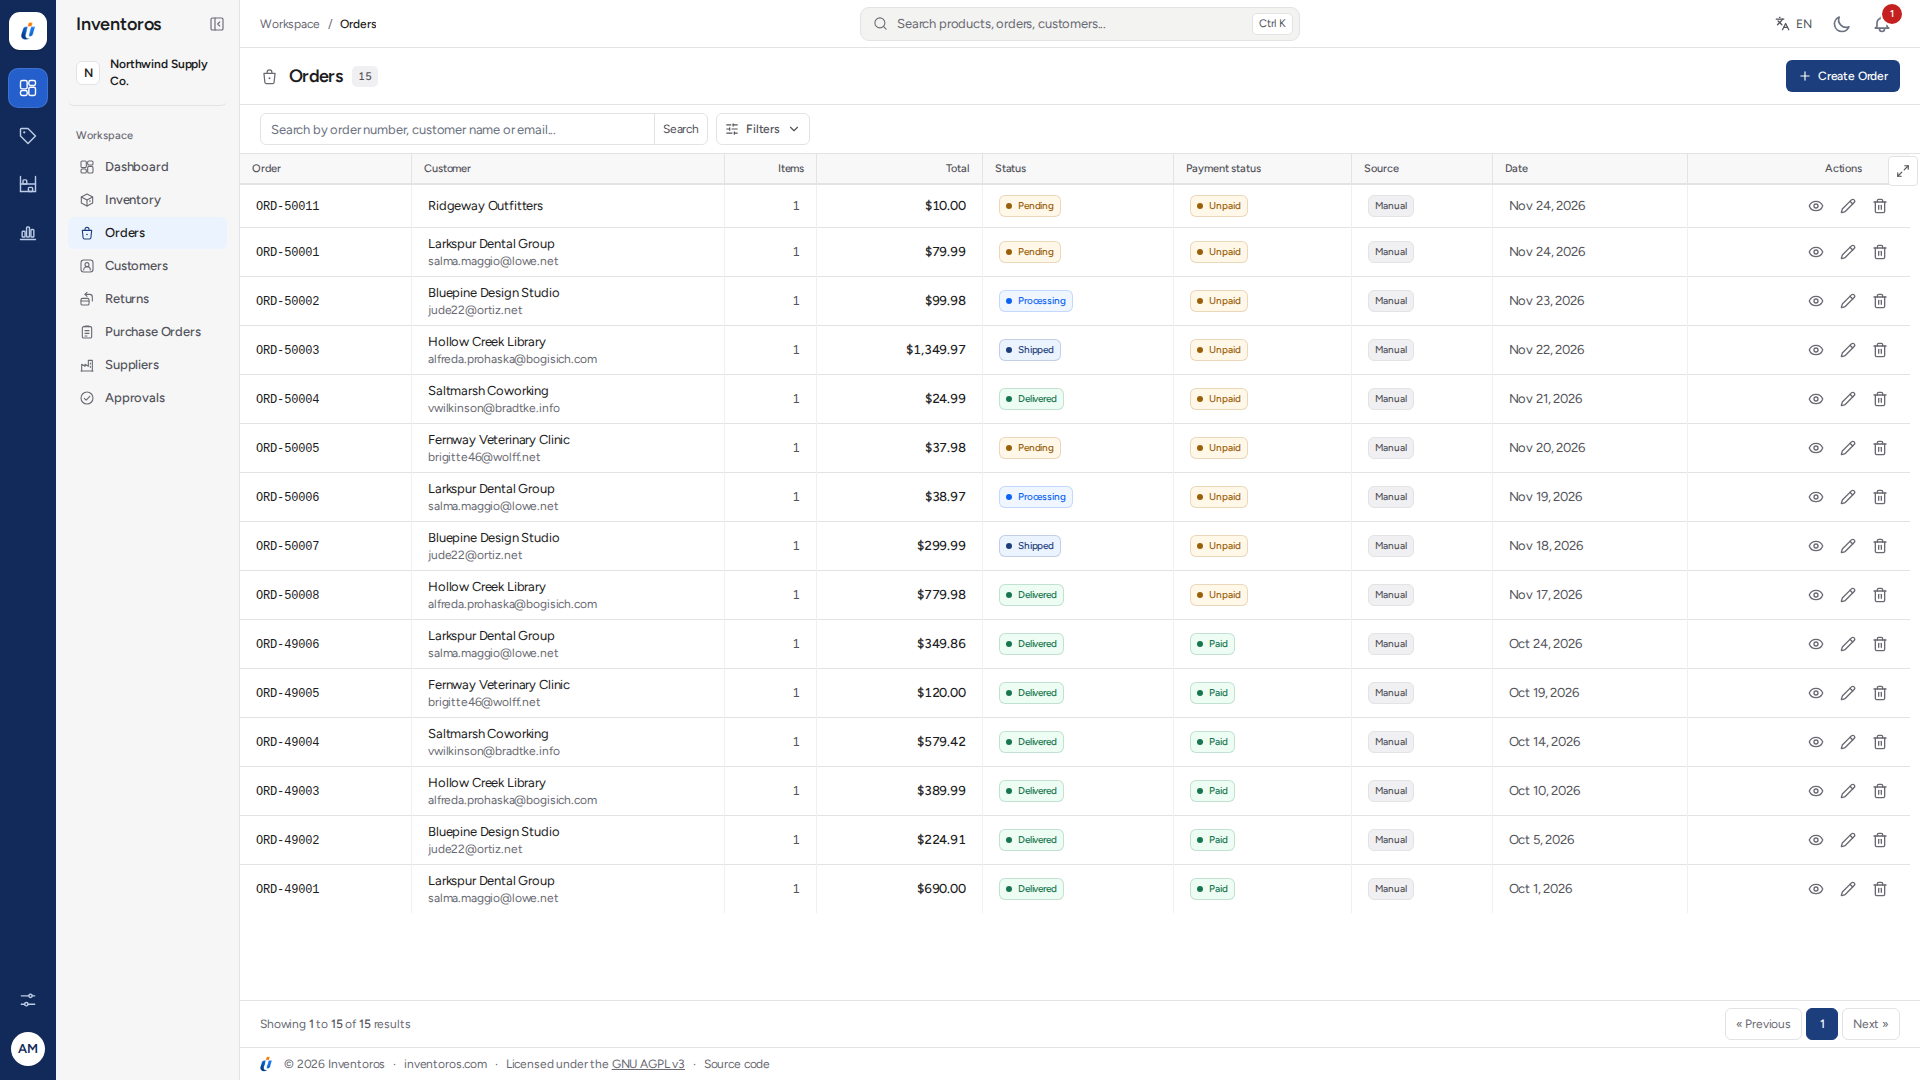 Inventoros
N Northwind Supply Co.
Workspace
Dashboard
Inventory
Orders
Customers
Returns
Purchase Orders
Suppliers
Approvals
AM
Workspace / Orders
Search products, orders, customers...
Ctrl K
EN
1
Orders 15
+ Create Order
Search by order number, customer name or email...
Search
Filters
Order Customer Items Total Status Payment status Source Date Actions
ORD-50011 Ridgeway Outfitters 1 $10.00 Pending Unpaid Manual Nov 24, 2026
ORD-50001 Larkspur Dental Group salma.maggio@lowe.net 1 $79.99 Pending Unpaid Manual Nov 24, 2026
ORD-50002 Bluepine Design Studio jude22@ortiz.net 1 $99.98 Processing Unpaid Manual Nov 23, 2026
ORD-50003 Hollow Creek Library alfreda.prohaska@bogisich.com 1 $1,349.97 Shipped Unpaid Manual Nov 22, 2026
ORD-50004 Saltmarsh Coworking vwilkinson@bradtke.info 1 $24.99 Delivered Unpaid Manual Nov 21, 2026
ORD-50005 Fernway Veterinary Clinic brigitte46@wolff.net 1 $37.98 Pending Unpaid Manual Nov 20, 2026
ORD-50006 Larkspur Dental Group salma.maggio@lowe.net 1 $38.97 Processing Unpaid Manual Nov 19, 2026
ORD-50007 Bluepine Design Studio jude22@ortiz.net 1 $299.99 Shipped Unpaid Manual Nov 18, 2026
ORD-50008 Hollow Creek Library alfreda.prohaska@bogisich.com 1 $779.98 Delivered Unpaid Manual Nov 17, 2026
ORD-49006 Larkspur Dental Group salma.maggio@lowe.net 1 $349.86 Delivered Paid Manual Oct 24, 2026
ORD-49005 Fernway Veterinary Clinic brigitte46@wolff.net 1 $120.00 Delivered Paid Manual Oct 19, 2026
ORD-49004 Saltmarsh Coworking vwilkinson@bradtke.info 1 $579.42 Delivered Paid Manual Oct 14, 2026
ORD-49003 Hollow Creek Library alfreda.prohaska@bogisich.com 1 $389.99 Delivered Paid Manual Oct 10, 2026
ORD-49002 Bluepine Design Studio jude22@ortiz.net 1 $224.91 Delivered Paid Manual Oct 5, 2026
ORD-49001 Larkspur Dental Group salma.maggio@lowe.net 1 $690.00 Delivered Paid Manual Oct 1, 2026
Showing 1 to 15 of 15 results
« Previous 1 Next »
© 2026 Inventoros · inventoros.com · Licensed under the GNU AGPL v3 · Source code